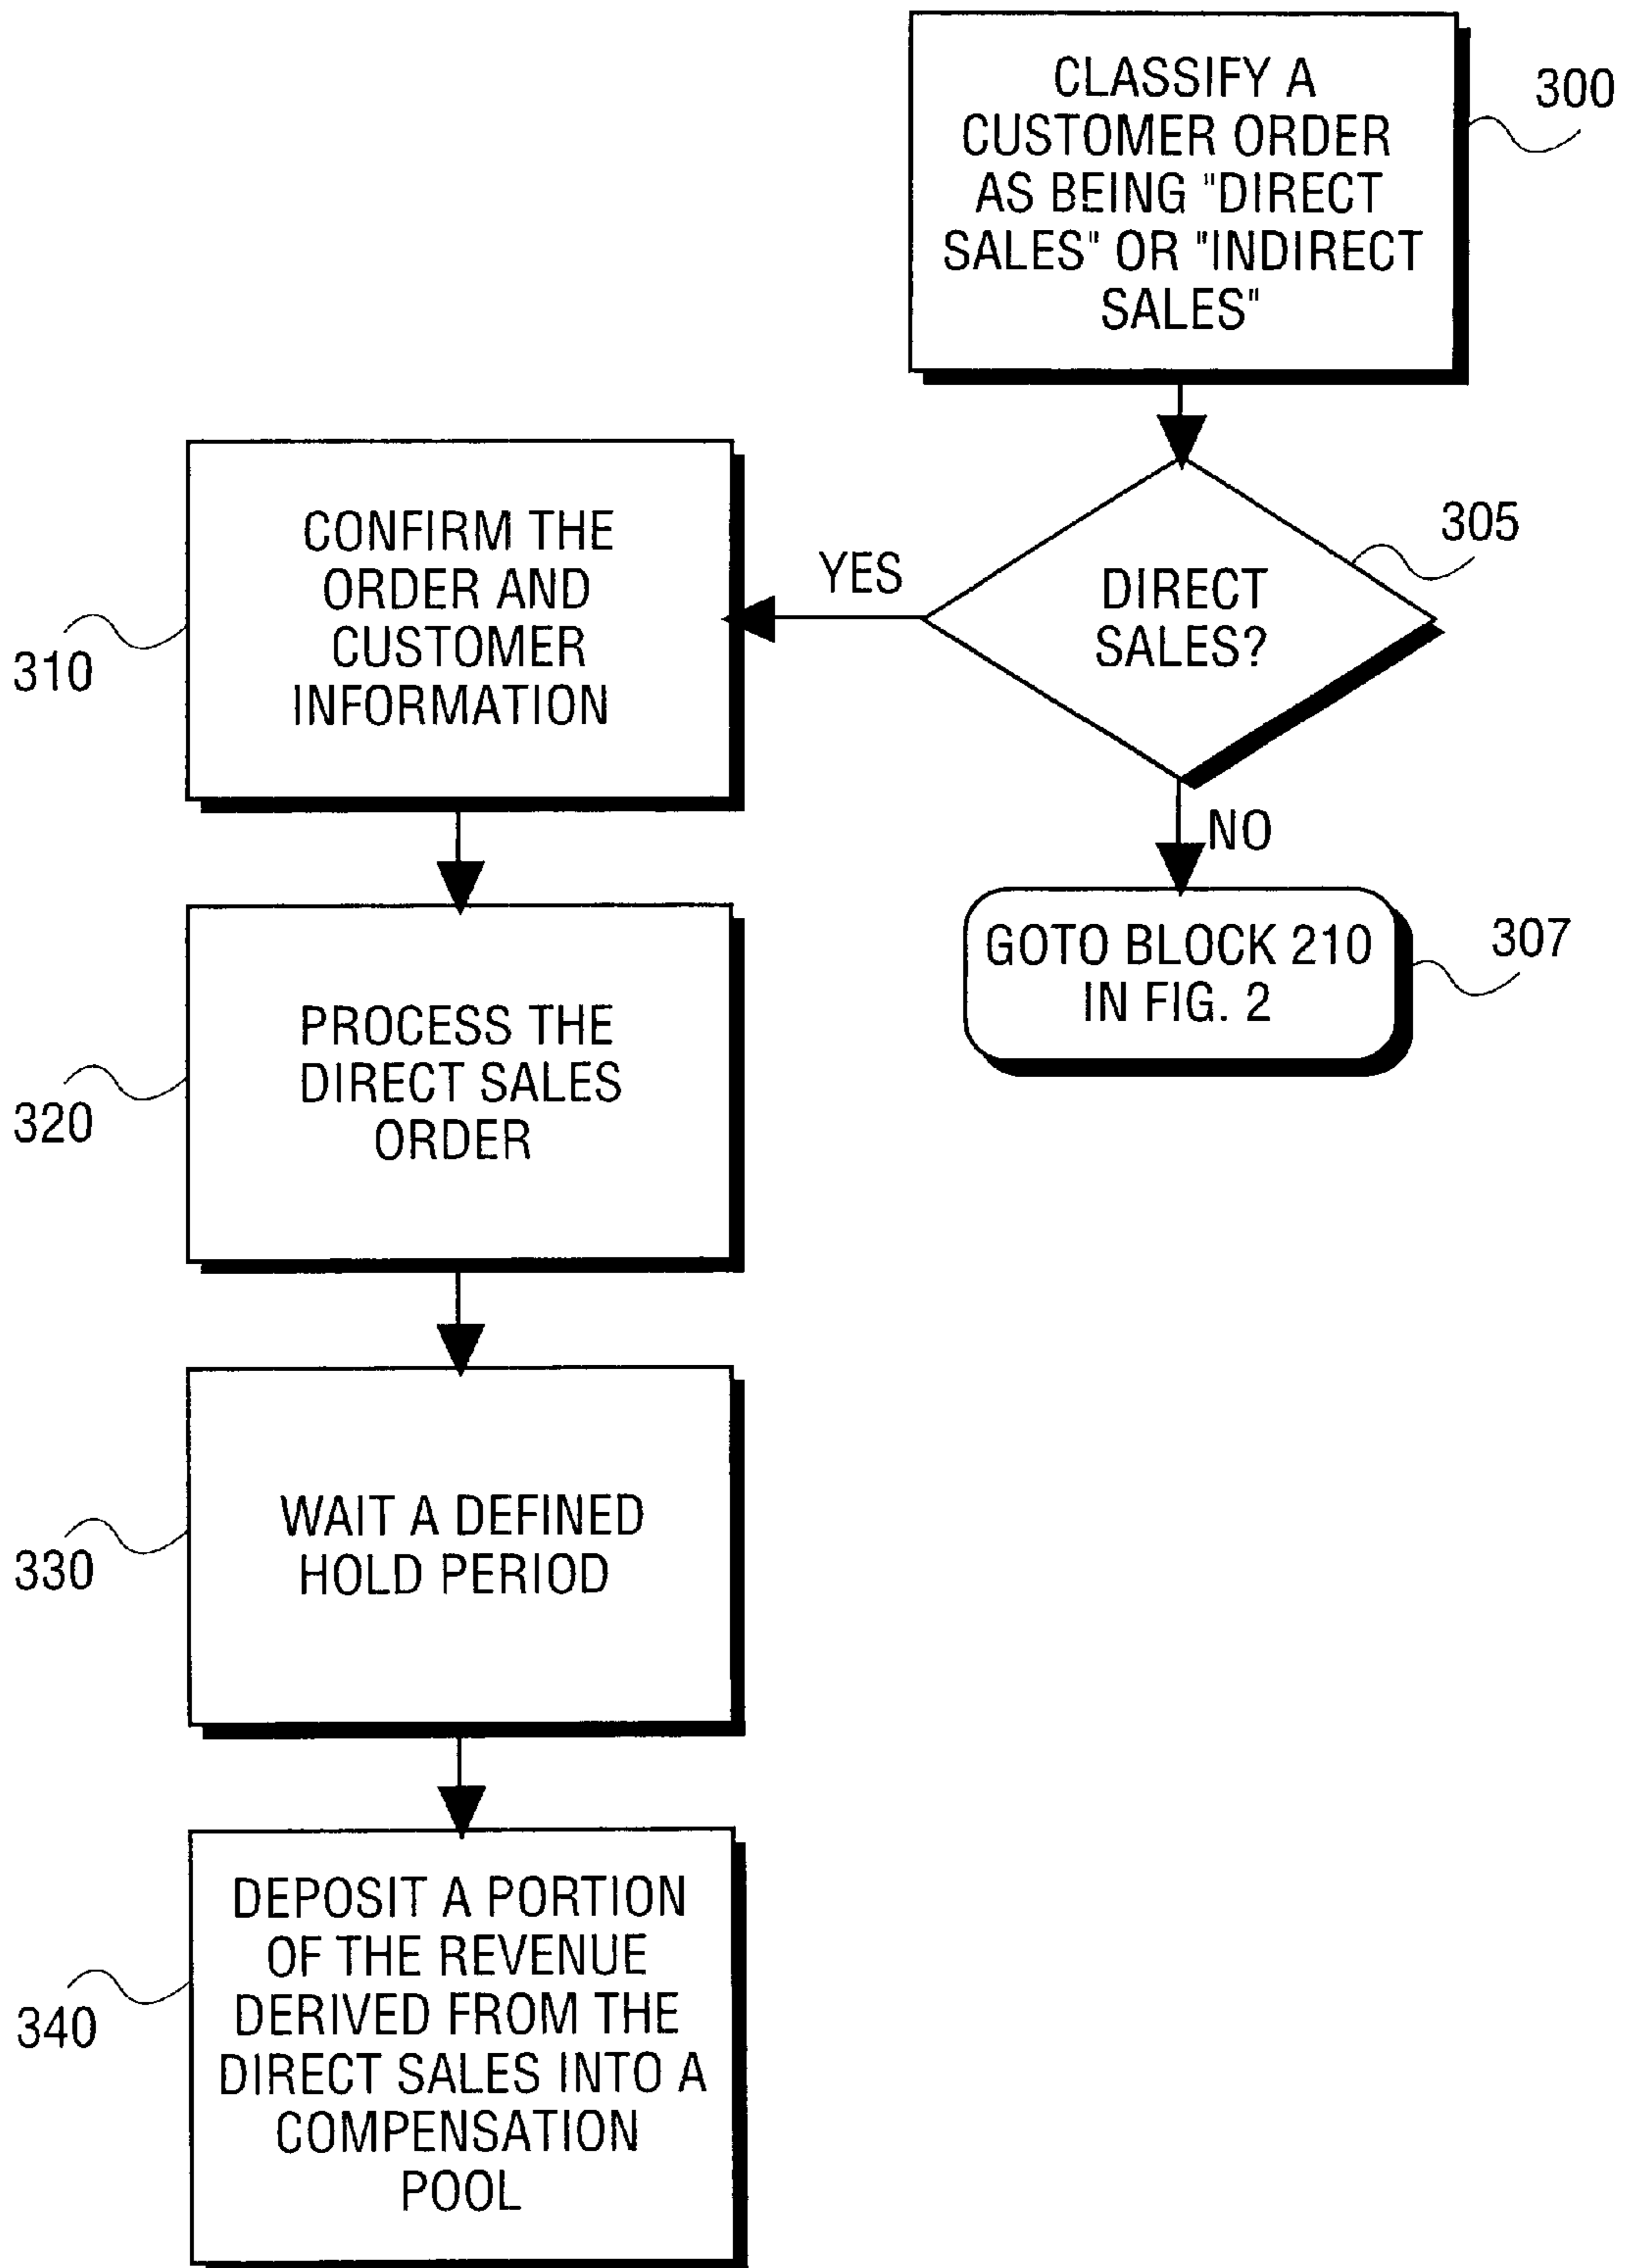 CLASSIFY A
CUSTOMER ORDER
AS BEING "DIRECT
SALES" OR "INDIRECT
SALES"
300
DIRECT
SALES?
305
YES
NO
GOTO BLOCK 210
IN FIG. 2
307
CONFIRM THE
ORDER AND
CUSTOMER
INFORMATION
310
PROCESS THE
DIRECT SALES
ORDER
320
WAIT A DEFINED
HOLD PERIOD
330
DEPOSIT A PORTION
OF THE REVENUE
DERIVED FROM THE
DIRECT SALES INTO A
COMPENSATION
POOL
340